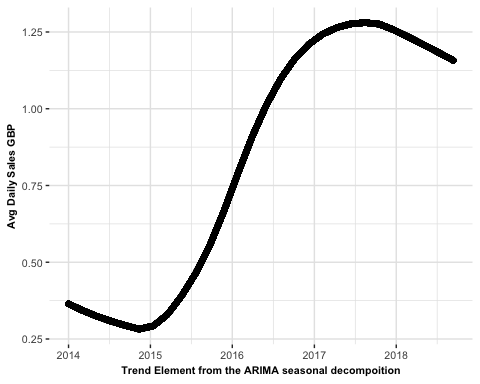 Avg Daily Sales GBP
1.25
1.00
0.75
0.50
0.25
2014 2015 2016 2017 2018
Trend Element from the ARIMA seasonal decompoition